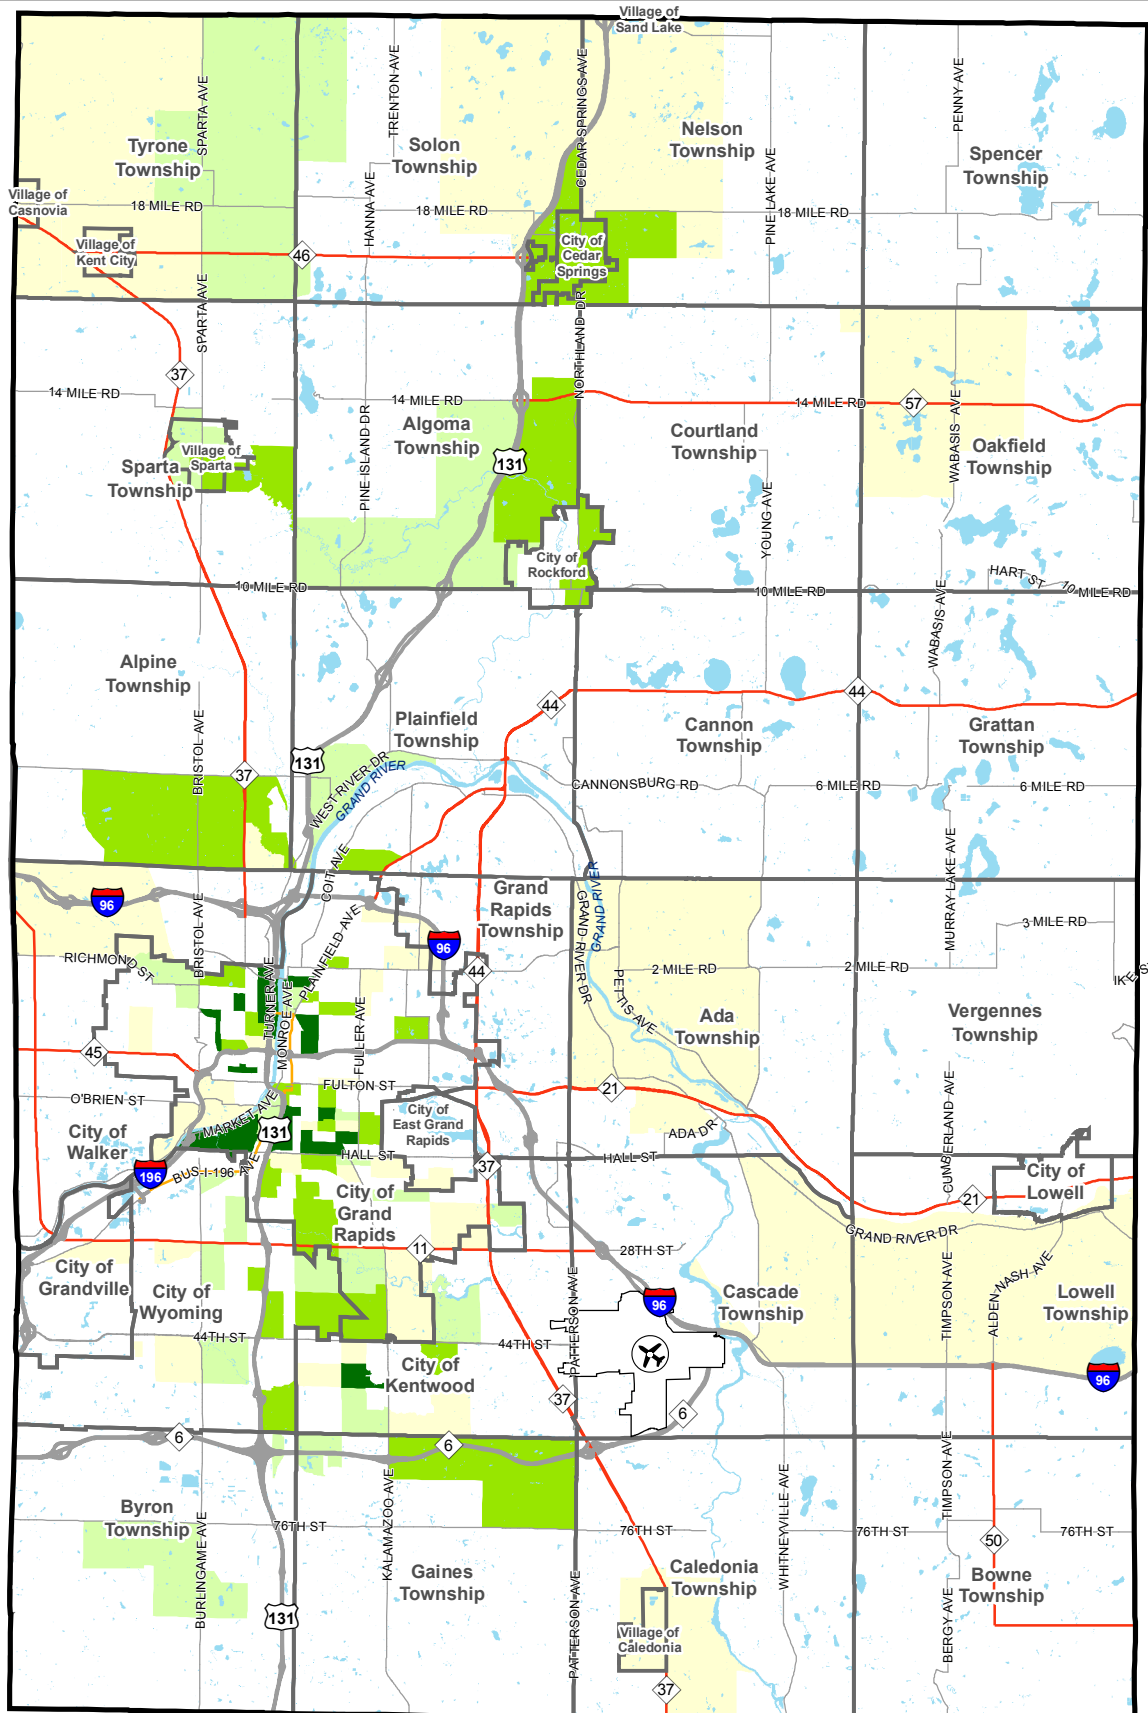 Village of
Sand Lake
SPARTA AVE
TRENTON AVE
CEDAR SPRINGS AVE
PENNY AVE
Tyrone
Township
Solon
Township
Nelson
Township
Spencer
Township
PINE LAKE AVE
HANNA AVE
Village of
Casnovia
18 MILE RD
18 MILE RD
18 MILE RD
Village of
Kent City
46
City of
Cedar
Springs
SPARTA AVE
NORTHLAND DR
37
14 MILE RD
14 MILE RD
14 MILE RD
57
WABASIS AVE
PINE ISLAND DR
Algoma
Township
Courtland
Township
Oakfield
Township
Village of
Sparta
131
Sparta
Township
YOUNG AVE
City of
Rockford
10 MILE RD
10 MILE RD
HART ST
10 MILE RD
WABASIS AVE
Alpine
Township
44
44
Plainfield
Township
Cannon
Township
Grattan
Township
BRISTOL AVE
131
37
WEST RIVER DR
GRAND RIVER
CANNONSBURG RD
6 MILE RD
6 MILE RD
MURRAY LAKE AVE
COIT AVE
96
Grand
Rapids
Township
GRAND RIVER
GRAND RIVER DR
BRISTOL AVE
PLAINFIELD AVE
3 MILE RD
96
RICHMOND ST
44
2 MILE RD
2 MILE RD
IKE S
TURNER AVE
MONROE AVE
FULLER AVE
PETTIS AVE
Ada
Township
Vergennes
Township
45
FULTON ST
21
O'BRIEN ST
MARKET AVE
City of
East Grand
Rapids
CUMBERLAND AVE
City of
Walker
131
ADA DR
HALL ST
HALL ST
37
196
BUS-I-196
AVE
City of
Lowell
21
City of
Grand
Rapids
GRAND RIVER DR
11
28TH ST
City of
Grandville
City of
Wyoming
PATTERSON AVE
96
Cascade
Township
TIMPSON AVE
ALDEN NASH AVE
Lowell
Township
44TH ST
44TH ST
City of
Kentwood
96
37
6
6
6
KALAMAZOO AVE
WHITNEYVILLE AVE
TIMPSON AVE
Byron
Township
BURLINGAME AVE
76TH ST
76TH ST
76TH ST
76TH ST
50
Gaines
Township
Caledonia
Township
Bowne
Township
131
PATTERSON AVE
Village of
Caledonia
BERGY AVE
37